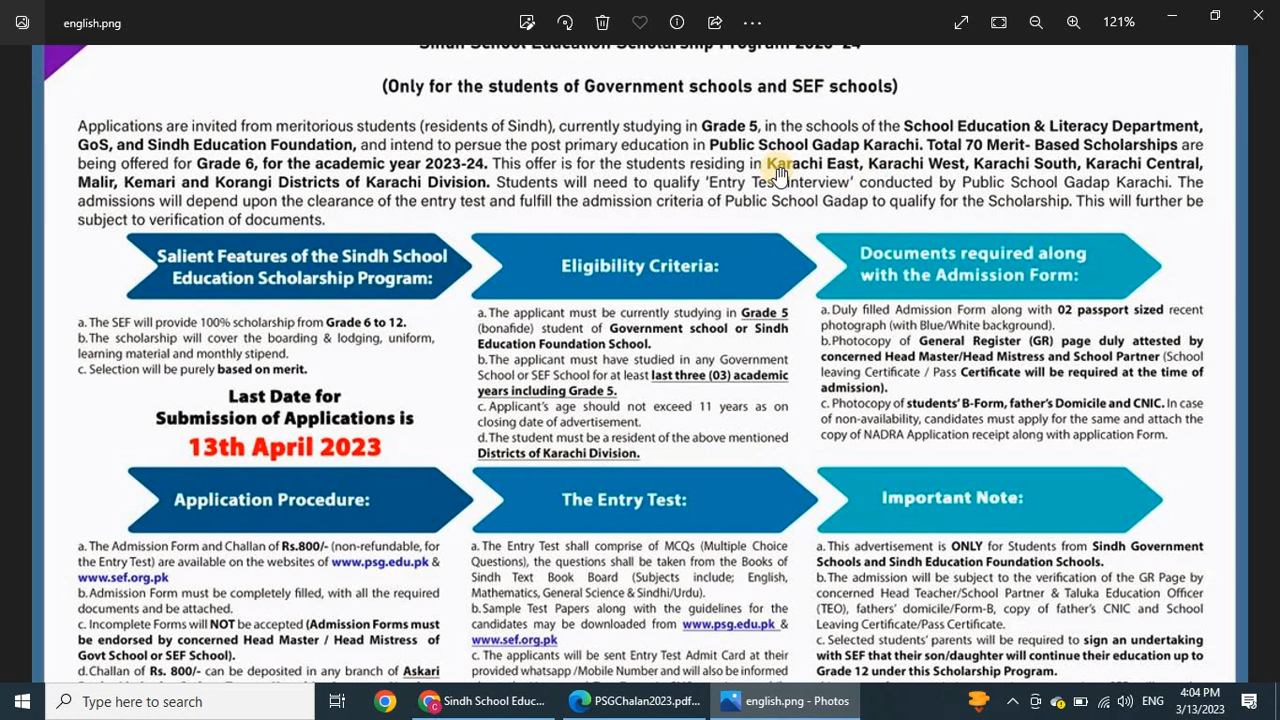 english.png
121%
Sindh School Education Scholarship Program 2023-24
(Only for the students of Government schools and SEF schools)
Applications are invited from meritorious students (residents of Sindh), currently studying in Grade 5, in the schools of the School Education & Literacy Department,
GoS, and Sindh Education Foundation, and intend to persue the post primary education in Public School Gadap Karachi. Total 70 Merit- Based Scholarships are
being offered for Grade 6, for the academic year 2023-24. This offer is for the students residing in Karachi East, Karachi West, Karachi South, Karachi Central,
Malir, Kemari and Korangi Districts of Karachi Division. Students will need to qualify 'Entry Test/Interview' conducted by Public School Gadap Karachi. The
admissions will depend upon the clearance of the entry test and fulfill the admission criteria of Public School Gadap to qualify for the Scholarship. This will further be
subject to verification of documents.
Salient Features of the Sindh School
Education Scholarship Program:
a. The SEF will provide 100% scholarship from Grade 6 to 12.
b. The scholarship will cover the boarding & lodging, uniform,
learning material and monthly stipend.
c. Selection will be purely based on merit.
Last Date for
Submission of Applications is
13th April 2023
Eligibility Criteria:
a. The applicant must be currently studying in Grade 5
(bonafide) student of Government school or Sindh
Education Foundation School.
b. The applicant must have studied in any Government
School or SEF School for at least last three (03) academic
years including Grade 5.
c. Applicant's age should not exceed 11 years as on
closing date of advertisement.
d. The student must be a resident of the above mentioned
Districts of Karachi Division.
Documents required along
with the Admission Form:
a. Duly filled Admission Form along with 02 passport sized recent
photograph (with Blue/White background).
b. Photocopy of General Register (GR) page duly attested by
concerned Head Master/Head Mistress and School Partner (School
leaving Certificate / Pass Certificate will be required at the time of
admission).
c. Photocopy of students' B-Form, father's Domicile and CNIC. In case
of non-availability, candidates must apply for the same and attach the
copy of NADRA Application receipt along with application Form.
Application Procedure:
a. The Admission Form and Challan of Rs.800/- (non-refundable, for
the Entry Test) are available on the websites of www.psg.edu.pk &
www.sef.org.pk
b. Admission Form must be completely filled, with all the required
documents and be attached.
c. Incomplete Forms will NOT be accepted (Admission Forms must
be endorsed by concerned Head Master / Head Mistress of
Govt School or SEF School).
d. Challan of Rs. 800/- can be deposited in any branch of Askari
The Entry Test:
a. The Entry Test shall comprise of MCQs (Multiple Choice
Questions), the questions shall be taken from the Books of
Sindh Text Book Board (Subjects include; English,
Mathematics, General Science & Sindhi/Urdu).
b. Sample Test Papers along with the guidelines for the
candidates may be downloaded from www.psg.edu.pk &
www.sef.org.pk
c. The applicants will be sent Entry Test Admit Card at their
provided whatsapp /Mobile Number and will also be informed
Important Note:
a. This advertisement is ONLY for Students from Sindh Government
Schools and Sindh Education Foundation Schools.
b. The admission will be subject to the verification of the GR Page by
concerned Head Teacher/School Partner & Taluka Education Officer
(TEO), fathers' domicile/Form-B, copy of father's CNIC and School
Leaving Certificate/Pass Certificate.
c. Selected students' parents will be required to sign an undertaking
with SEF that their son/daughter will continue their education up to
Grade 12 under this Scholarship Program.
Type here to search
Sindh School Educ...
PSGChalan2023.pdf...
english.png - Photos
ENG
4:04 PM
3/13/2023